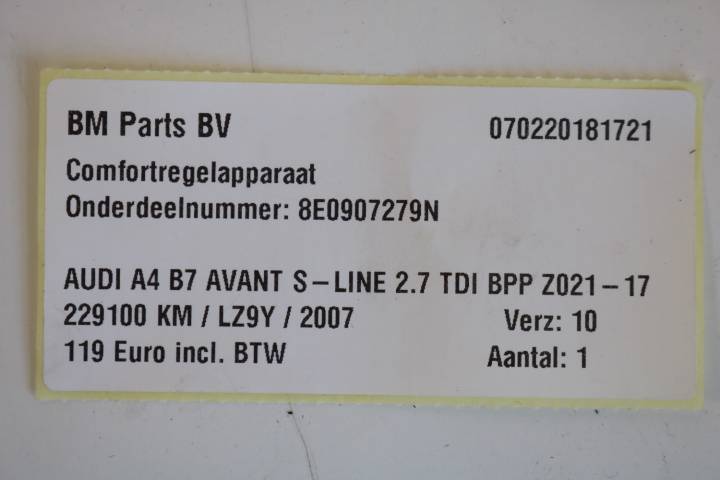 BM Parts BV 070220181721
Comfortregelapparaat
Onderdeelnummer: 8E0907279N
AUDI A4 B7 AVANT S-LINE 2.7 TDI BPP Z021-17
229100 KM / LZ9Y / 2007 Verz: 10
119 Euro incl. BTW Aantal: 1